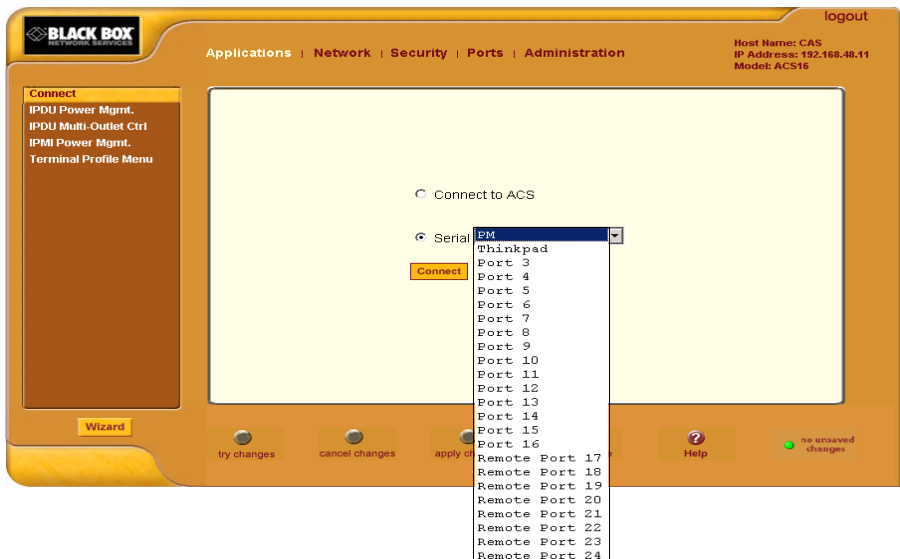 logout
BLACK BOX
NETWORK SERVICES
Applications | Network | Security | Ports | Administration
Host Name: CAS
IP Address: 192.168.48.11
Model: ACS16
Connect
IPDU Power Mgmt.
IPDU Multi-Outlet Ctrl
IPMI Power Mgmt.
Terminal Profile Menu
Connect to ACS
Serial
PM
Thinkpad
Port 3
Port 4
Port 5
Port 6
Port 7
Port 8
Port 9
Port 10
Port 11
Port 12
Port 13
Port 14
Port 15
Port 16
Remote Port 17
Remote Port 18
Remote Port 19
Remote Port 20
Remote Port 21
Remote Port 22
Remote Port 23
Remote Port 24
Connect
Wizard
try changes
cancel changes
apply ch
Help
no unsaved
changes